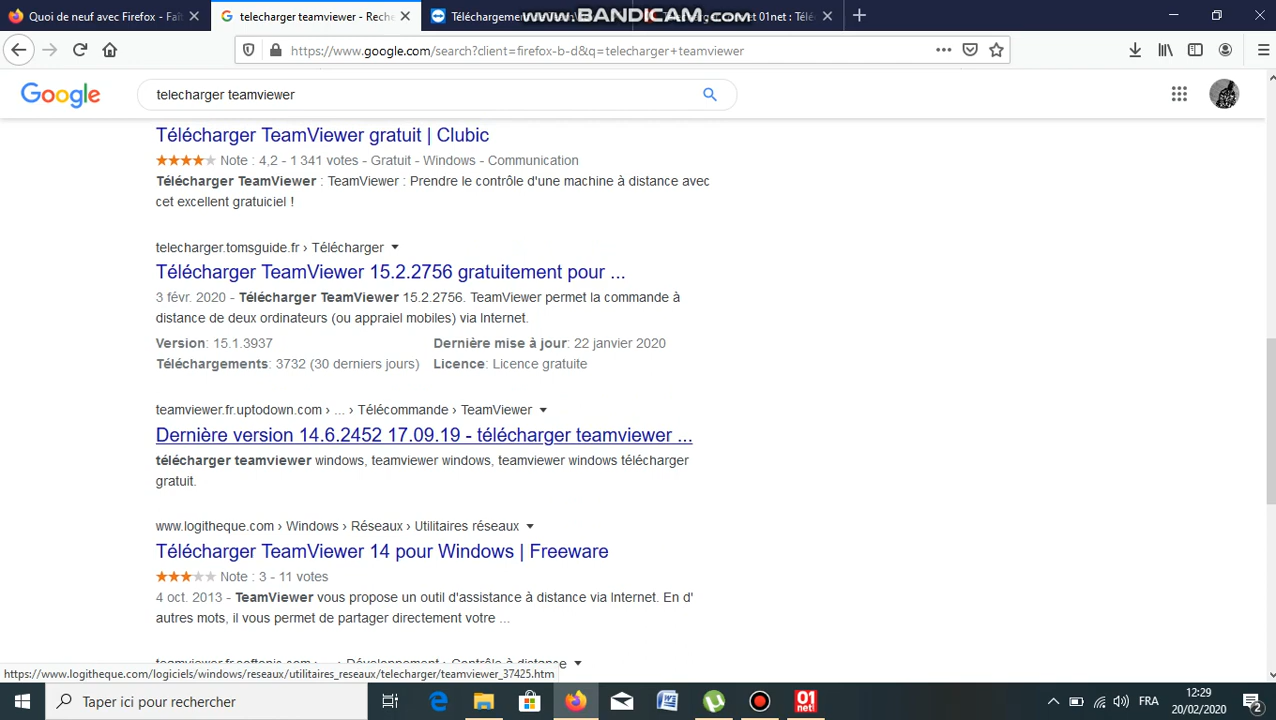 Quoi de neuf avec Firefox - Faît
telecharger teamviewer - Reche
Téléchargement
www.BANDICAM.com
01net : Télé
https://www.google.com/search?client=firefox-b-d&q=telecharger+teamviewer
Google
telecharger teamviewer
Télécharger TeamViewer gratuit | Clubic
Note : 4,2 - 1 341 votes - Gratuit - Windows - Communication
Télécharger TeamViewer : TeamViewer : Prendre le contrôle d'une machine à distance avec
cet excellent gratuiciel !
telecharger.tomsguide.fr › Télécharger
Télécharger TeamViewer 15.2.2756 gratuitement pour ...
3 févr. 2020 - Télécharger TeamViewer 15.2.2756. TeamViewer permet la commande à
distance de deux ordinateurs (ou appraiel mobiles) via Internet.
Version: 15.1.3937 Dernière mise à jour: 22 janvier 2020
Téléchargements: 3732 (30 derniers jours) Licence: Licence gratuite
teamviewer.fr.uptodown.com › ... › Télécommande › TeamViewer
Dernière version 14.6.2452 17.09.19 - télécharger teamviewer ...
télécharger teamviewer windows, teamviewer windows, teamviewer windows télécharger
gratuit.
www.logitheque.com › Windows › Réseaux › Utilitaires réseaux
Télécharger TeamViewer 14 pour Windows | Freeware
Note : 3 - 11 votes
4 oct. 2013 - TeamViewer vous propose un outil d'assistance à distance via Internet. En d'
autres mots, il vous permet de partager directement votre ...
teamviewer.fr.softonic.com › ... › Développement › Contrôle à distance
https://www.logitheque.com/logiciels/windows/reseaux/utilitaires_reseaux/telecharger/teamviewer_37425.htm
Taper ici pour rechercher
01
net
FRA
12:29
20/02/2020
2